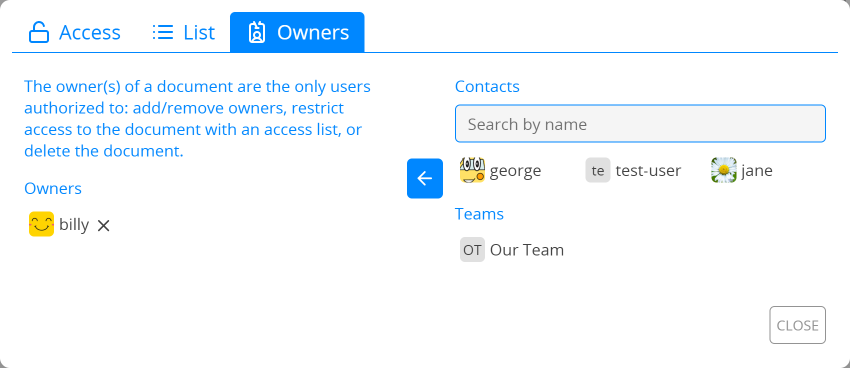 Access
List
Owners
The owner(s) of a document are the only users
authorized to: add/remove owners, restrict
access to the document with an access list, or
delete the document.
Owners
billy
Contacts
Search by name
george
te test-user
jane
Teams
OT Our Team
CLOSE